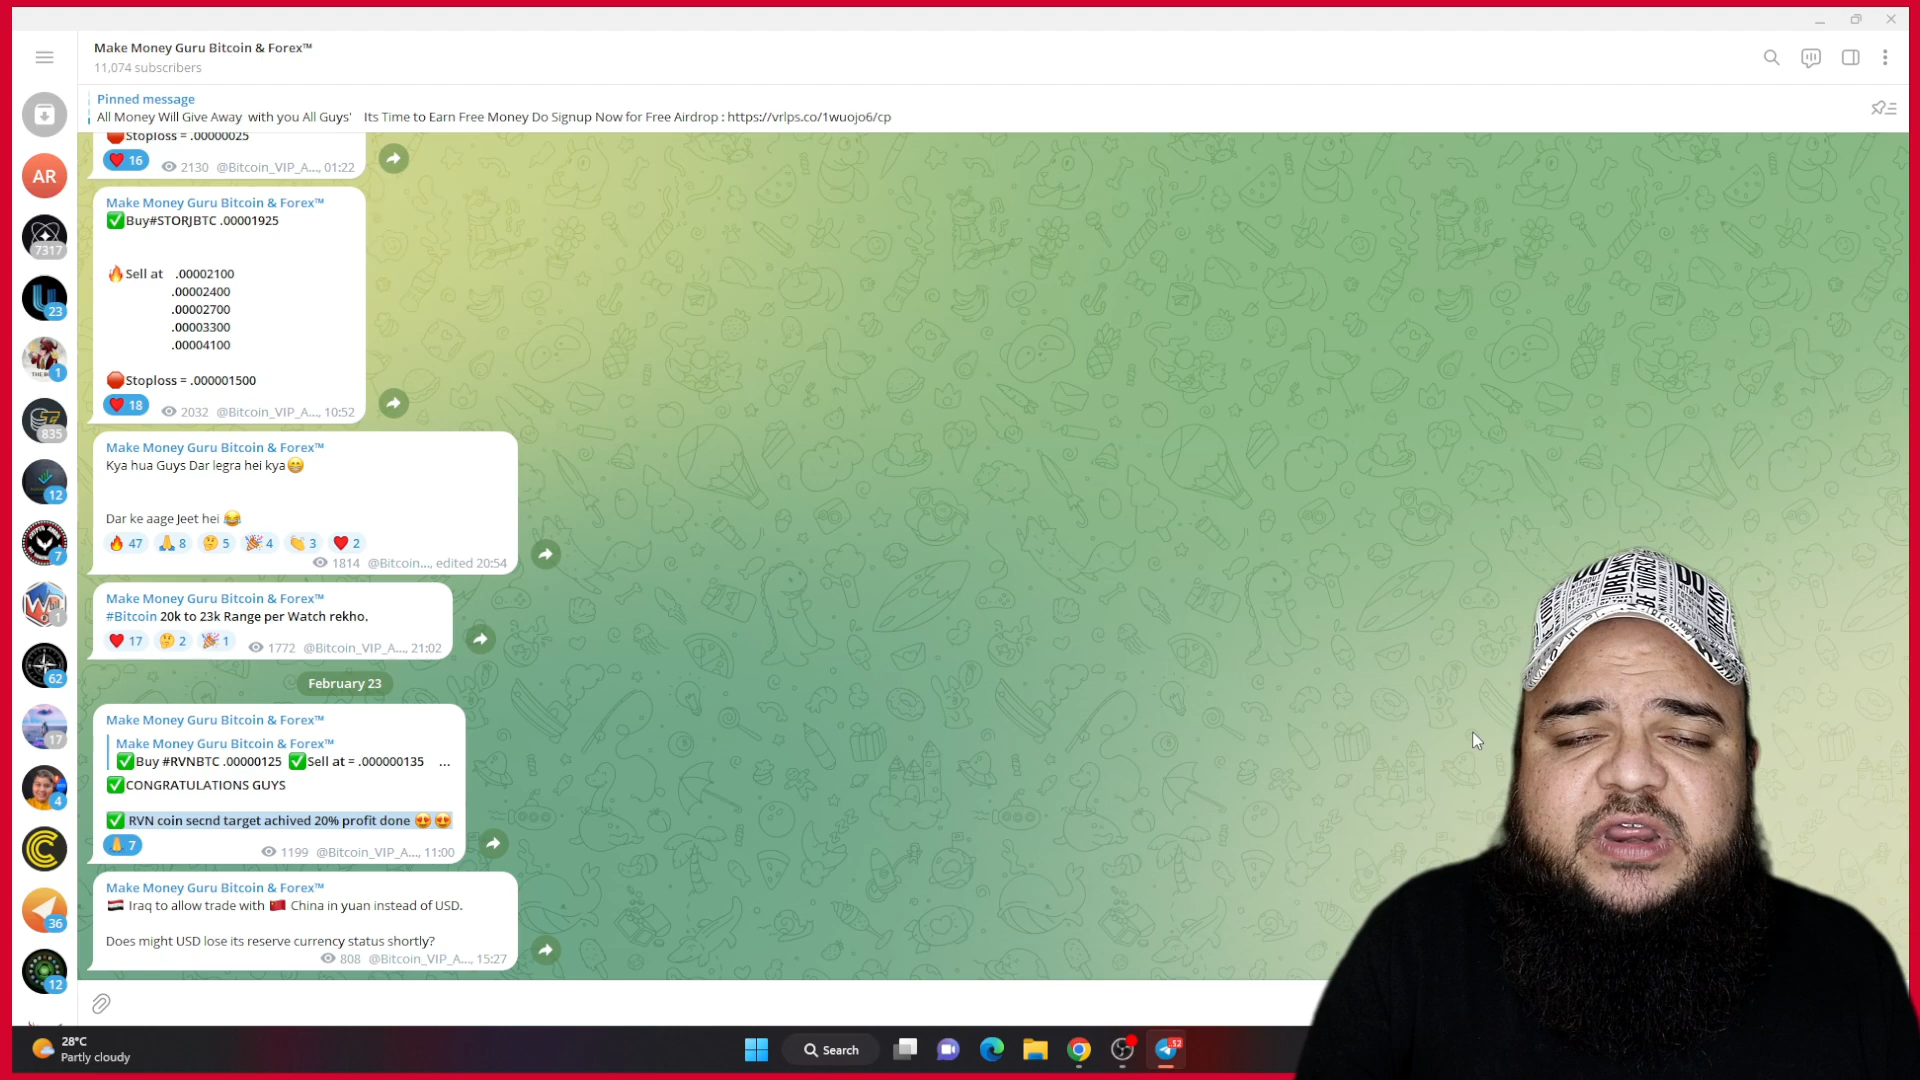 Make Money Guru Bitcoin & Forex™
11,074 subscribers
Pinned message
All Money Will Give Away with you All Guys' Its Time to Earn Free Money Do Signup Now for Free Airdrop : https://vrlps.co/1wuojo6/cp
Stoploss = .00000025
16 2130 @Bitcoin_VIP_A..., 01:22
AR
7317
23
1
835
12
7
1
62
17
4
36
12
Make Money Guru Bitcoin & Forex™
Buy#STORJBTC .00001925
Sell at .00002100
.00002400
.00002700
.00003300
.00004100
Stoploss = .000001500
18 2032 @Bitcoin_VIP_A..., 10:52
Make Money Guru Bitcoin & Forex™
Kya hua Guys Dar legra hei kya😁
Dar ke aage Jeet hei 😂
47 8 5 4 3 2
1814 @Bitcoin..., edited 20:54
Make Money Guru Bitcoin & Forex™
#Bitcoin 20k to 23k Range per Watch rekho.
17 2 1 1772 @Bitcoin_VIP_A..., 21:02
February 23
Make Money Guru Bitcoin & Forex™
Make Money Guru Bitcoin & Forex™
✅Buy #RVNBTC .00000125 ✅Sell at = .000000135 ...
✅CONGRATULATIONS GUYS
✅ RVN coin secnd target achived 20% profit done 😍😍
7 1199 @Bitcoin_VIP_A..., 11:00
Make Money Guru Bitcoin & Forex™
Iraq to allow trade with China in yuan instead of USD.
Does might USD lose its reserve currency status shortly?
808 @Bitcoin_VIP_A..., 15:27
28°C
Partly cloudy
Search
52
DO
WITHOUT
DREAMS
BE YOURSE
DO